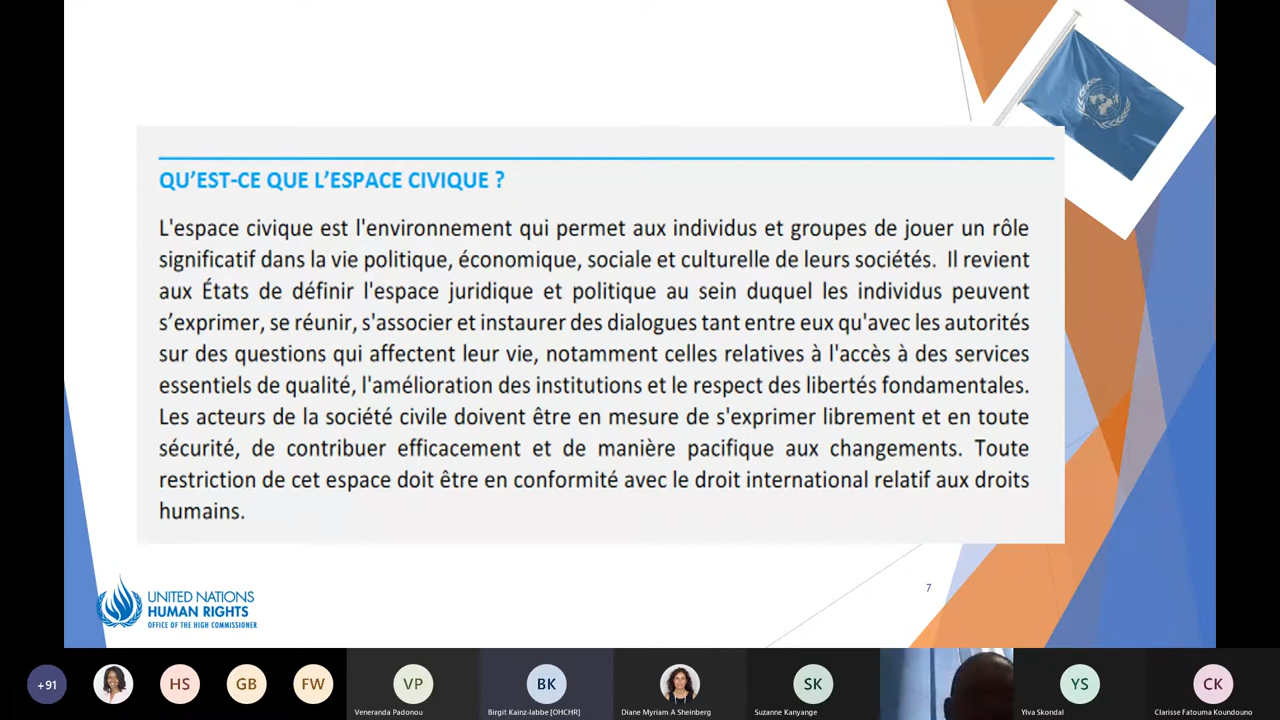 QU'EST-CE QUE L'ESPACE CIVIQUE ?
L'espace civique est l'environnement qui permet aux individus et groupes de jouer un rôle
significatif dans la vie politique, économique, sociale et culturelle de leurs sociétés. Il revient
aux États de définir l'espace juridique et politique au sein duquel les individus peuvent
s'exprimer, se réunir, s'associer et instaurer des dialogues tant entre eux qu'avec les autorités
sur des questions qui affectent leur vie, notamment celles relatives à l'accès à des services
essentiels de qualité, l'amélioration des institutions et le respect des libertés fondamentales.
Les acteurs de la société civile doivent être en mesure de s'exprimer librement et en toute
sécurité, de contribuer efficacement et de manière pacifique aux changements. Toute
restriction de cet espace doit être en conformité avec le droit international relatif aux droits
humains.
7
UNITED NATIONS
HUMAN RIGHTS
OFFICE OF THE HIGH COMMISSIONER
+91
HS
GB
FW
VP
BK
SK
YS
CK
Veneranda Padonou
Birgit Kainz-labbe [OHCHR]
Diane Myriam A Sheinberg
Suzanne Kanyange
Ylva Skondal
Clarisse Fatouma Koundouno